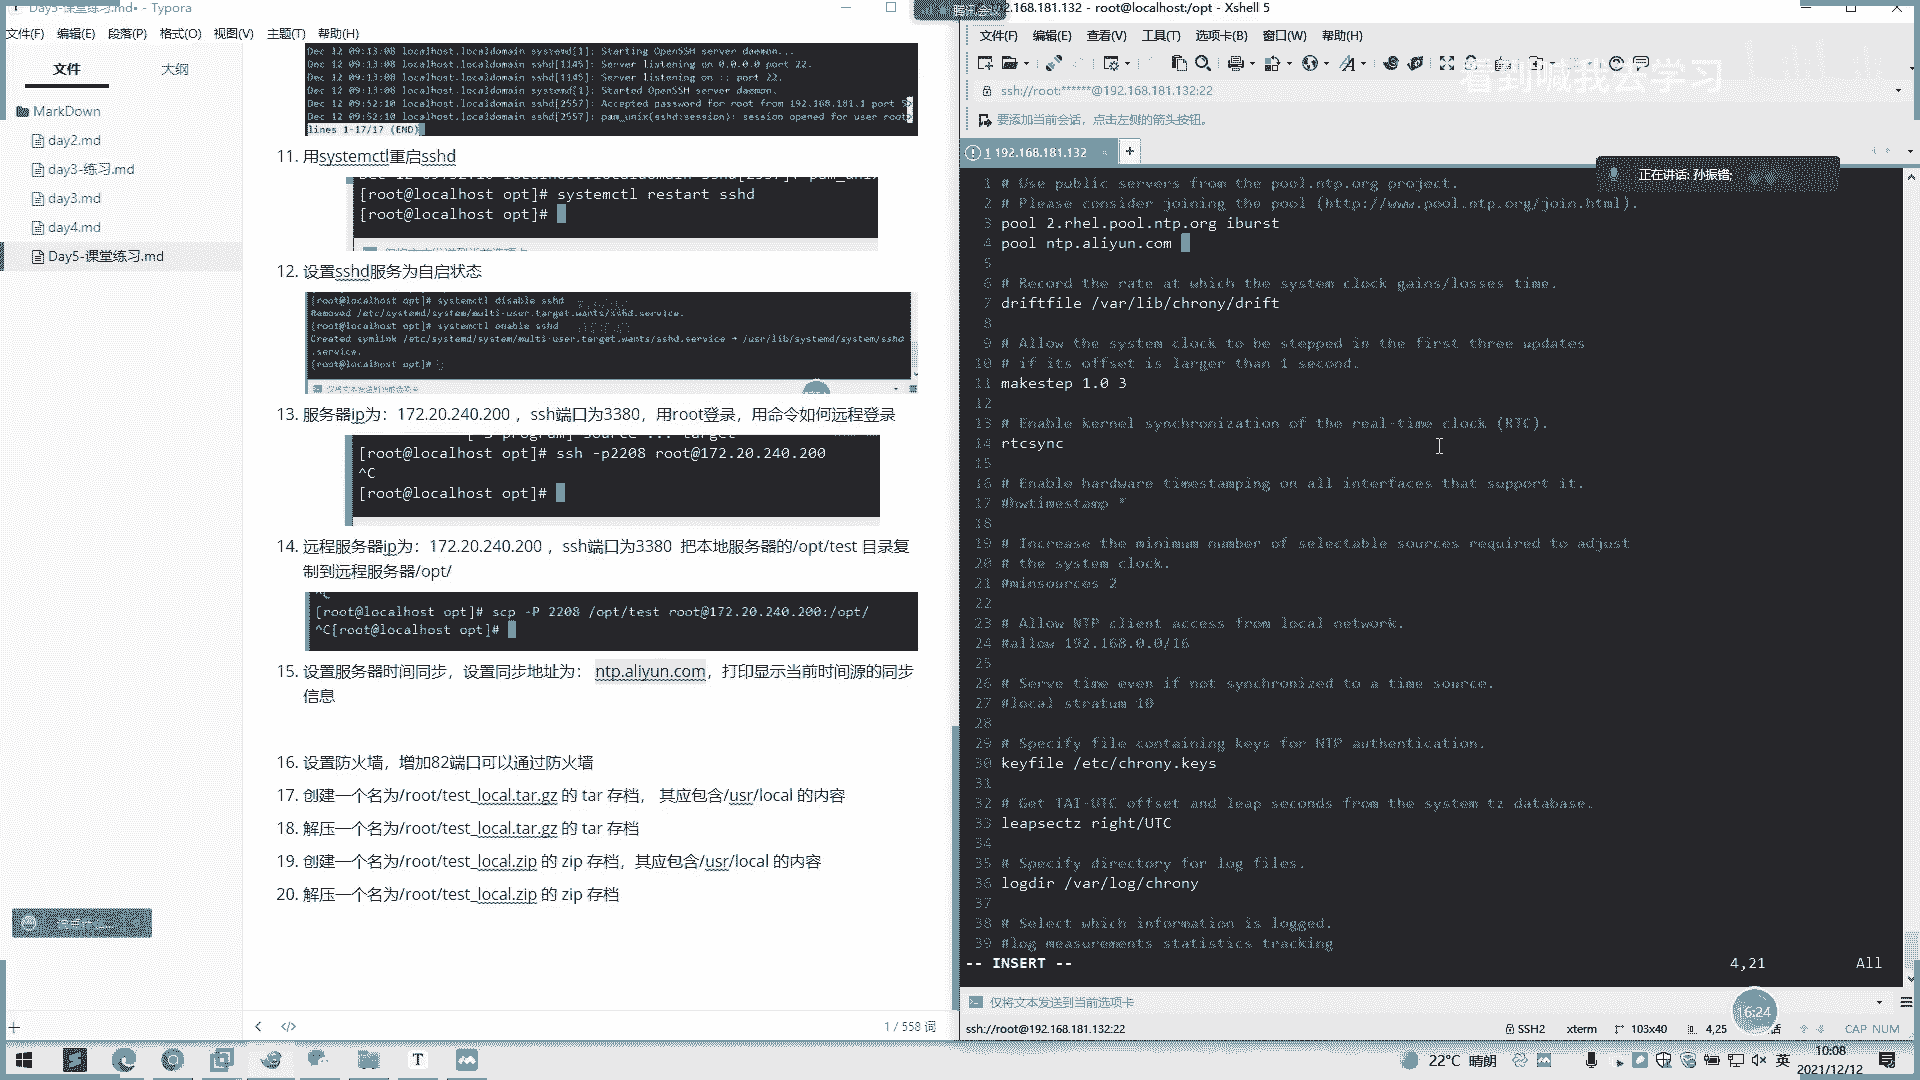 Day5-课堂练习.md• - Typora
文件(F) 编辑(E) 段落(P) 格式(O) 视图(V) 主题(T) 帮助(H)
文件 大纲
MarkDown
day2.md
day3-练习.md
day3.md
day4.md
Day5-课堂练习.md
Dec 12 09:13:08 localhost.localdomain systemd[1]: Starting OpenSSH server daemon...
Dec 12 09:13:08 localhost.localdomain sshd[1145]: Server listening on 0.0.0.0 port 22.
Dec 12 09:13:08 localhost.localdomain sshd[1145]: Server listening on :: port 22.
Dec 12 09:13:08 localhost.localdomain systemd[1]: Started OpenSSH server daemon.
Dec 12 09:52:10 localhost.localdomain sshd[2557]: Accepted password for root from 192.168.181.1 port 5>
Dec 12 09:52:10 localhost.localdomain sshd[2557]: pam_unix(sshd:session): session opened for user root>
lines 1-17/17 (END)
11. 用systemctl重启sshd
[root@localhost opt]# systemctl restart sshd
[root@localhost opt]#
12. 设置sshd服务为自启状态
[root@localhost opt]# systemctl disable sshd
Removed /etc/systemd/system/multi-user.target.wants/sshd.service.
[root@localhost opt]# systemctl enable sshd
Created symlink /etc/systemd/system/multi-user.target.wants/sshd.service → /usr/lib/systemd/system/sshd
.service.
[root@localhost opt]#
13. 服务器ip为：172.20.240.200 ，ssh端口为3380，用root登录，用命令如何远程登录
[root@localhost opt]# ssh -p2208 root@172.20.240.200
^C
[root@localhost opt]#
14. 远程服务器ip为：172.20.240.200 ，ssh端口为3380 把本地服务器的/opt/test 目录复
制到远程服务器/opt/
^C
[root@localhost opt]# scp -P 2208 /opt/test root@172.20.240.200:/opt/
^C[root@localhost opt]#
15. 设置服务器时间同步，设置同步地址为： ntp.aliyun.com，打印显示当前时间源的同步
信息
16. 设置防火墙，增加82端口可以通过防火墙
17. 创建一个名为/root/test_local.tar.gz 的 tar 存档， 其应包含/usr/local 的内容
18. 解压一个名为/root/test_local.tar.gz 的 tar 存档
19. 创建一个名为/root/test_local.zip 的 zip 存档，其应包含/usr/local 的内容
20. 解压一个名为/root/test_local.zip 的 zip 存档
1 / 558 词
腾讯会议
192.168.181.132 - root@localhost:/opt - Xshell 5
文件(F) 编辑(E) 查看(V) 工具(T) 选项卡(B) 窗口(W) 帮助(H)
看到喊我去学习
ssh://root:******@192.168.181.132:22
要添加当前会话，点击左侧的箭头按钮。
1 192.168.181.132
正在讲话: 孙振锴;
1 # Use public servers from the pool.ntp.org project.
2 # Please consider joining the pool (http://www.pool.ntp.org/join.html).
3 pool 2.rhel.pool.ntp.org iburst
4 pool ntp.aliyun.com
5
6 # Record the rate at which the system clock gains/losses time.
7 driftfile /var/lib/chrony/drift
8
9 # Allow the system clock to be stepped in the first three updates
10 # if its offset is larger than 1 second.
11 makestep 1.0 3
12
13 # Enable kernel synchronization of the real-time clock (RTC).
14 rtcsync
15
16 # Enable hardware timestamping on all interfaces that support it.
17 #hwtimestamp *
18
19 # Increase the minimum number of selectable sources required to adjust
20 # the system clock.
21 #minsources 2
22
23 # Allow NTP client access from local network.
24 #allow 192.168.0.0/16
25
26 # Serve time even if not synchronized to a time source.
27 #local stratum 10
28
29 # Specify file containing keys for NTP authentication.
30 keyfile /etc/chrony.keys
31
32 # Get TAI-UTC offset and leap seconds from the system tz database.
33 leapsectz right/UTC
34
35 # Specify directory for log files.
36 logdir /var/log/chrony
37
38 # Select which information is logged.
39 #log measurements statistics tracking
-- INSERT -- 4,21 All
仅将文本发送到当前选项卡
16:24
ssh://root@192.168.181.132:22 SSH2 xterm 103x40 4,25 CAP NUM
22°C 晴朗 英 10:08
2021/12/12